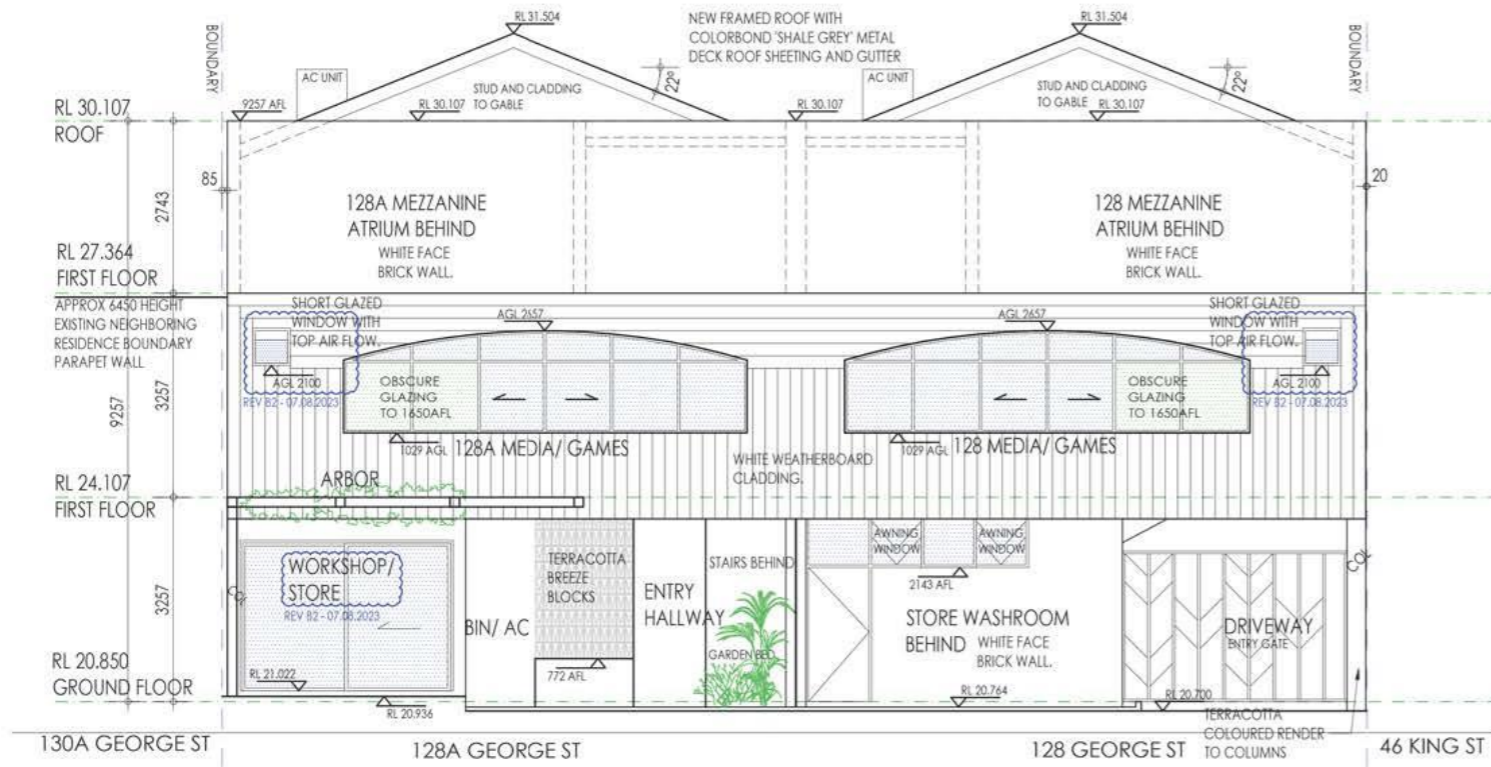 RL 31.504
NEW FRAMED ROOF WITH
COLORBOND 'SHALE GREY' METAL
DECK ROOF SHEETING AND GUTTER
RL 31.504
BOUNDARY
BOUNDARY
AC UNIT
STUD AND CLADDING
TO GABLE
22°
AC UNIT
STUD AND CLADDING
TO GABLE
22°
RL 30.107
ROOF
9257 AFL
RL 30.107
RL 30.107
RL 30.107
85
20
2743
128A MEZZANINE
ATRIUM BEHIND
WHITE FACE
BRICK WALL.
128 MEZZANINE
ATRIUM BEHIND
WHITE FACE
BRICK WALL.
RL 27.364
FIRST FLOOR
APPROX 6450 HEIGHT
EXISTING NEIGHBORING
RESIDENCE BOUNDARY
PARAPET WALL
SHORT GLAZED
WINDOW WITH
TOP AIR FLOW.
AGL 2657
AGL 2657
SHORT GLAZED
WINDOW WITH
TOP AIR FLOW.
AGL 2100
REV B2 - 07.08.2023
OBSCURE
GLAZING
TO 1650AFL
OBSCURE
GLAZING
TO 1650AFL
AGL 2100
REV B2 - 07.08.2023
9257
3257
1029 AGL
128A MEDIA/ GAMES
1029 AGL
128 MEDIA/ GAMES
WHITE WEATHERBOARD
CLADDING.
ARBOR
RL 24.107
FIRST FLOOR
3257
COL
WORKSHOP/
STORE
REV B2 - 07.08.2023
BIN/ AC
TERRACOTTA
BREEZE
BLOCKS
772 AFL
ENTRY
HALLWAY
STAIRS BEHIND
GARDEN BED
AWNING
WINDOW
AWNING
WINDOW
2143 AFL
STORE WASHROOM
BEHIND
WHITE FACE
BRICK WALL.
DRIVEWAY
ENTRY GATE
COL
RL 20.850
GROUND FLOOR
RL 21.022
RL 20.936
RL 20.764
RL 20.700
TERRACOTTA
COLOURED RENDER
TO COLUMNS
130A GEORGE ST
128A GEORGE ST
128 GEORGE ST
46 KING ST